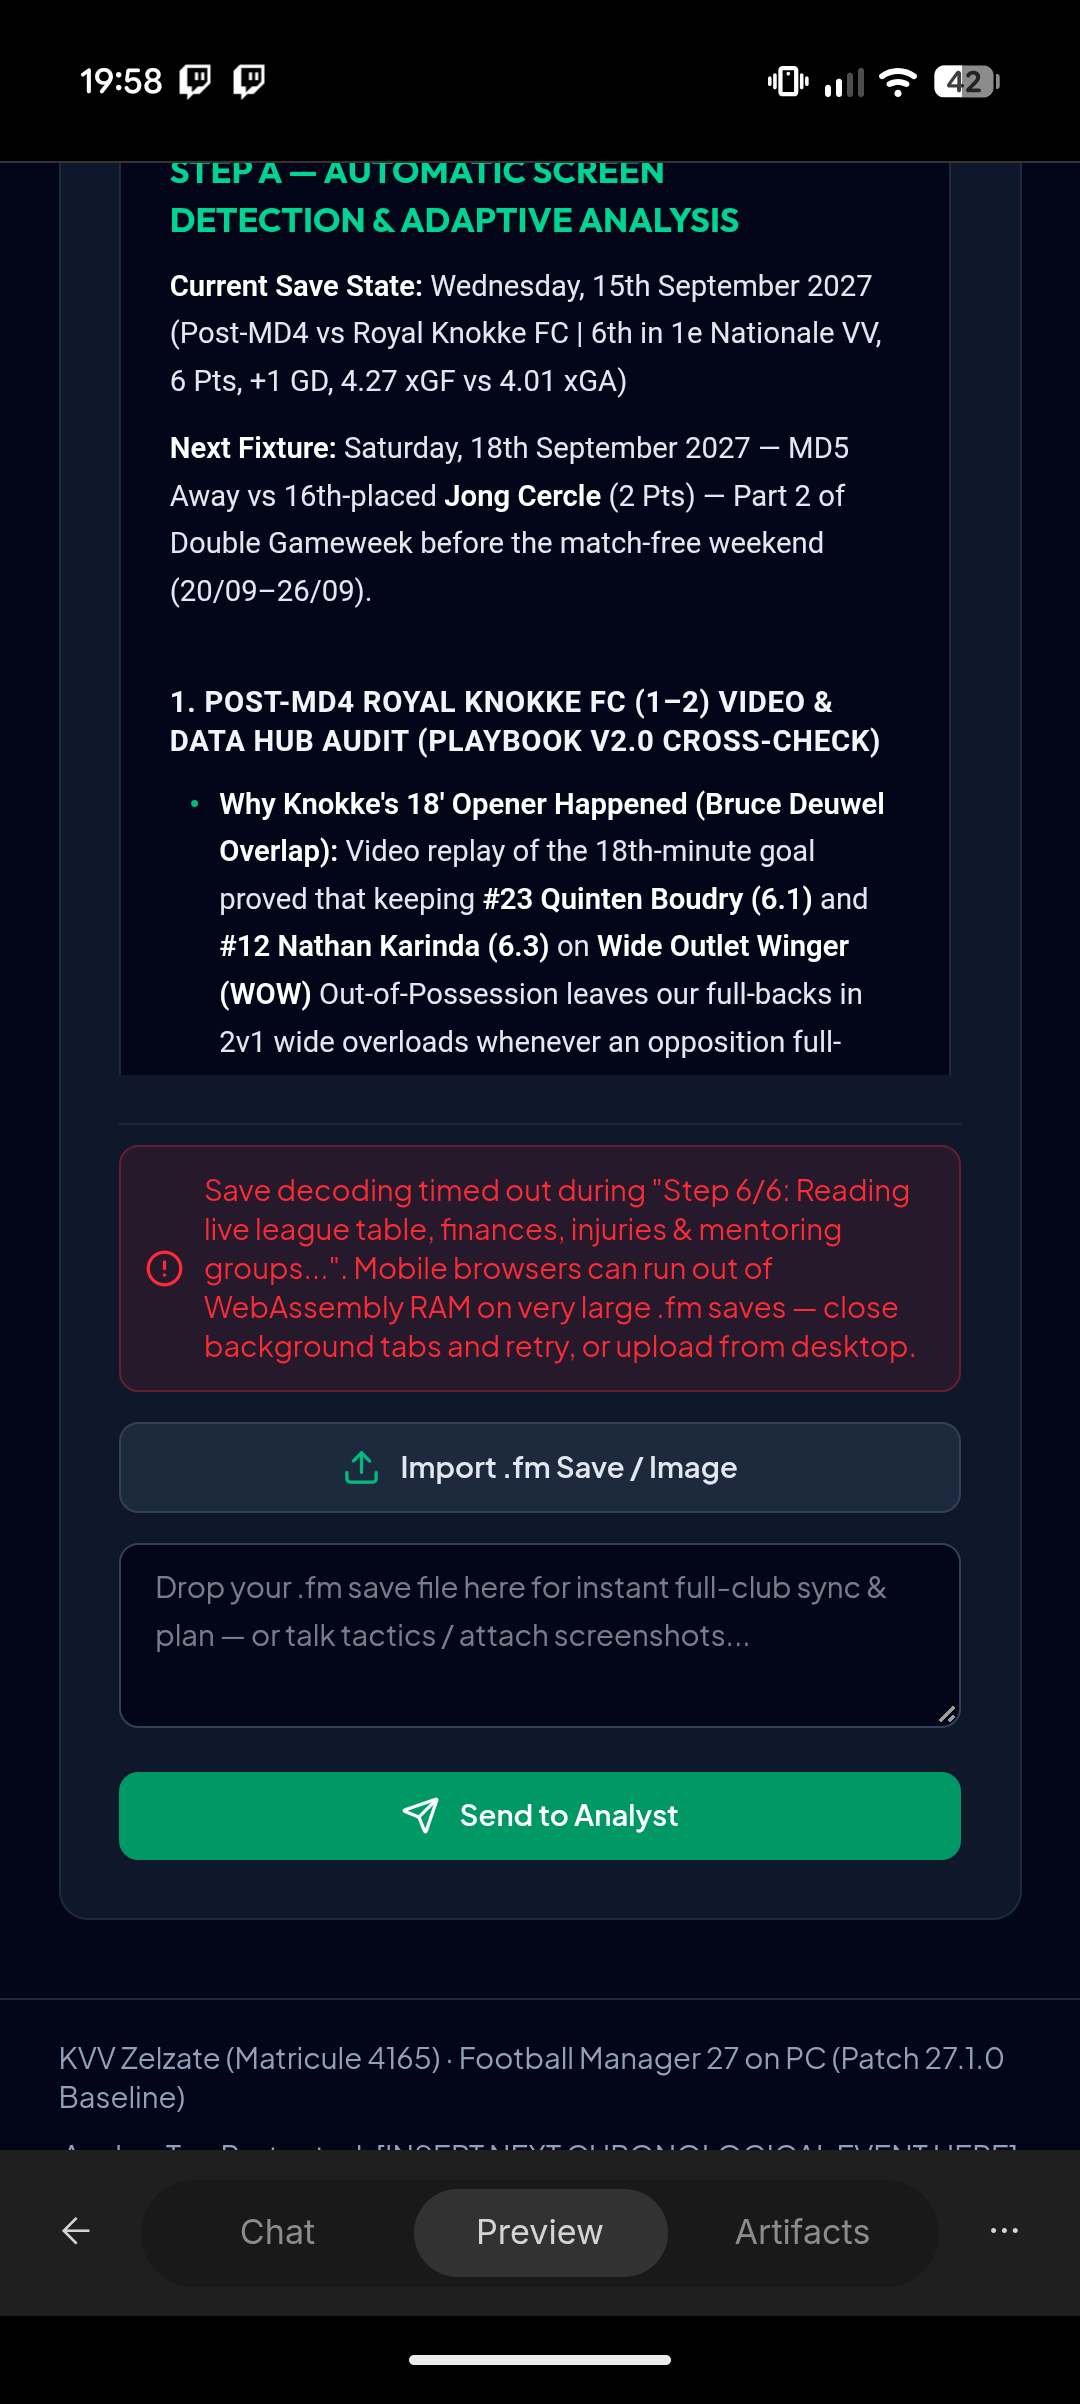 19:58
42
STEP A — AUTOMATIC SCREEN
DETECTION & ADAPTIVE ANALYSIS
Current Save State: Wednesday, 15th September 2027
(Post-MD4 vs Royal Knokke FC | 6th in 1e Nationale VV,
6 Pts, +1 GD, 4.27 xGF vs 4.01 xGA)
Next Fixture: Saturday, 18th September 2027 — MD5
Away vs 16th-placed Jong Cercle (2 Pts) — Part 2 of
Double Gameweek before the match-free weekend
(20/09–26/09).
1. POST-MD4 ROYAL KNOKKE FC (1–2) VIDEO &
DATA HUB AUDIT (PLAYBOOK V2.0 CROSS-CHECK)
• Why Knokke's 18' Opener Happened (Bruce Deuwel
Overlap): Video replay of the 18th-minute goal
proved that keeping #23 Quinten Boudry (6.1) and
#12 Nathan Karinda (6.3) on Wide Outlet Winger
(WOW) Out-of-Possession leaves our full-backs in
2v1 wide overloads whenever an opposition full-
Save decoding timed out during "Step 6/6: Reading
live league table, finances, injuries & mentoring
groups...". Mobile browsers can run out of
WebAssembly RAM on very large .fm saves — close
background tabs and retry, or upload from desktop.
Import .fm Save / Image
Drop your .fm save file here for instant full-club sync &
plan — or talk tactics / attach screenshots...
Send to Analyst
KVV Zelzate (Matricule 4165) · Football Manager 27 on PC (Patch 27.1.0
Baseline)
[INSERT NEXT CHRONOLOGICAL EVENT HERE]
Chat
Preview
Artifacts